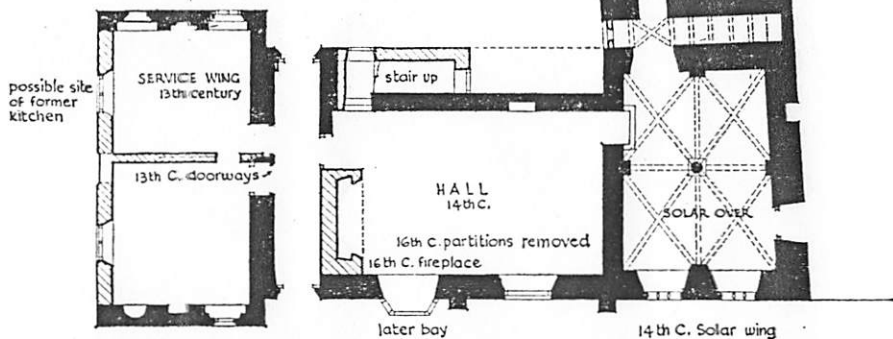 possible site
of former
kitchen
SERVICE WING
13th century
13th C. doorways
stair up
HALL
14th C.
16th C. partitions removed
16th C. fireplace
later bay
SOLAR OVER
14th C. Solar wing